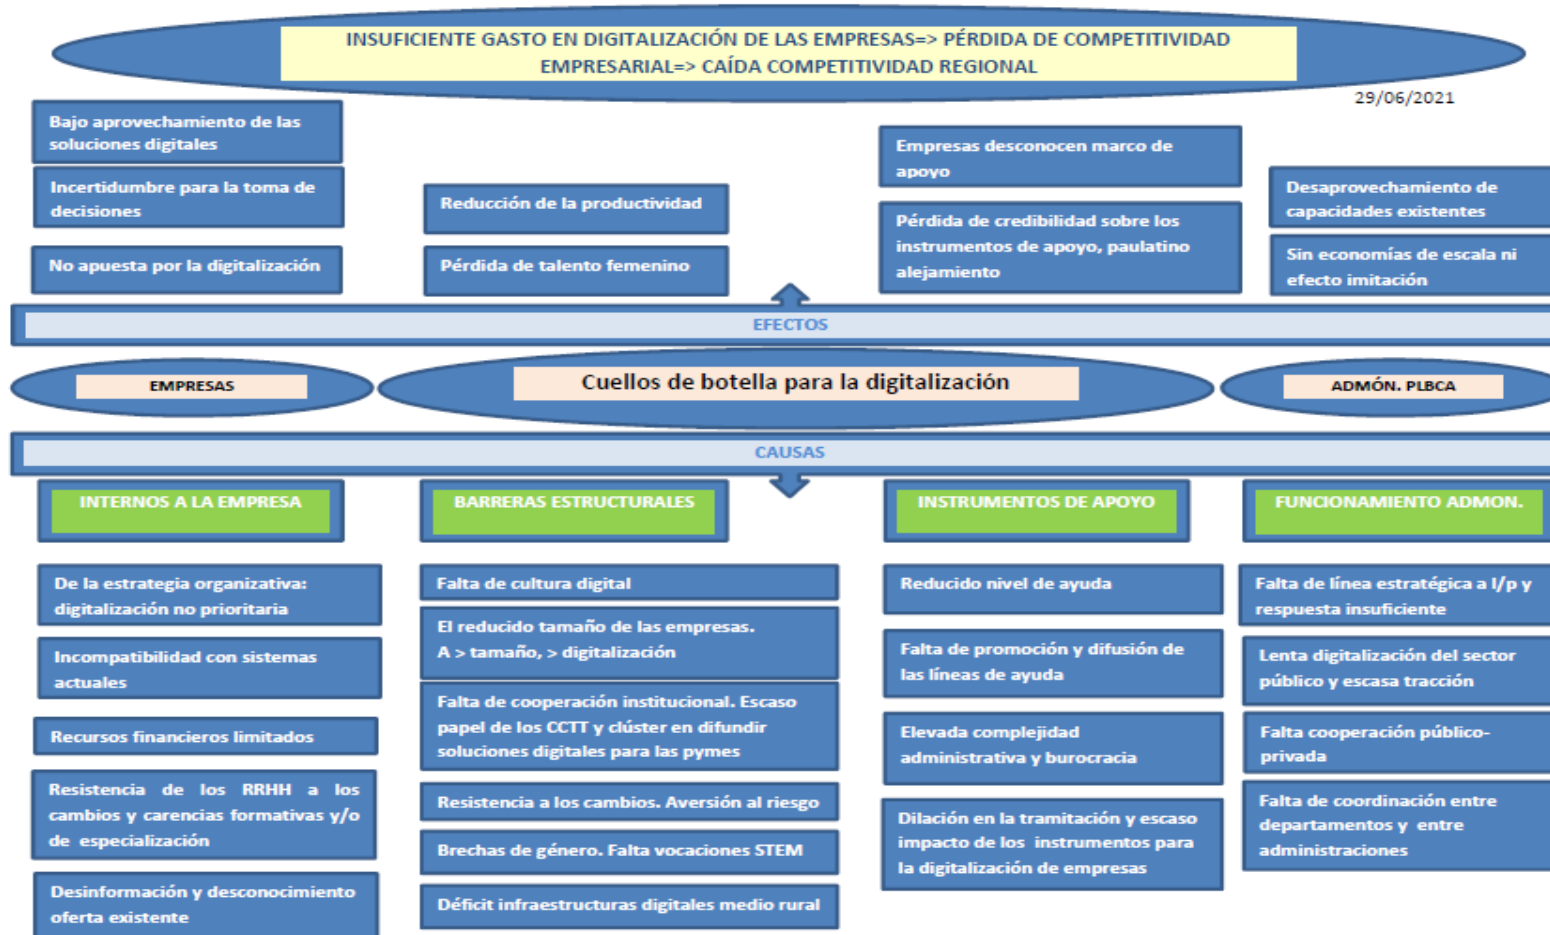 INSUFICIENTE GASTO EN DIGITALIZACIÓN DE LAS EMPRESAS=> PÉRDIDA DE COMPETITIVIDAD
EMPRESARIAL=> CAÍDA COMPETITIVIDAD REGIONAL
29/06/2021
Bajo aprovechamiento de las
soluciones digitales
Incertidumbre para la toma de
decisiones
No apuesta por la digitalización
Reducción de la productividad
Pérdida de talento femenino
Empresas desconocen marco de
apoyo
Pérdida de credibilidad sobre los
instrumentos de apoyo, paulatino
alejamiento
Desaprovechamiento de
capacidades existentes
Sin economías de escala ni
efecto imitación
EFECTOS
EMPRESAS
Cuellos de botella para la digitalización
ADMÓN. PLBCA
CAUSAS
INTERNOS A LA EMPRESA
De la estrategia organizativa:
digitalización no prioritaria
Incompatibilidad con sistemas
actuales
Recursos financieros limitados
Resistencia de los RRHH a los
cambios y carencias formativas y/o
de especialización
Desinformación y desconocimiento
oferta existente
BARRERAS ESTRUCTURALES
Falta de cultura digital
El reducido tamaño de las empresas.
A > tamaño, > digitalización
Falta de cooperación institucional. Escaso
papel de los CCTT y clúster en difundir
soluciones digitales para las pymes
Resistencia a los cambios. Aversión al riesgo
Brechas de género. Falta vocaciones STEM
Déficit infraestructuras digitales medio rural
INSTRUMENTOS DE APOYO
Reducido nivel de ayuda
Falta de promoción y difusión de
las líneas de ayuda
Elevada complejidad
administrativa y burocracia
Dilación en la tramitación y escaso
impacto de los instrumentos para
la digitalización de empresas
FUNCIONAMIENTO ADMON.
Falta de línea estratégica a l/p y
respuesta insuficiente
Lenta digitalización del sector
público y escasa tracción
Falta cooperación público-
privada
Falta de coordinación entre
departamentos y entre
administraciones